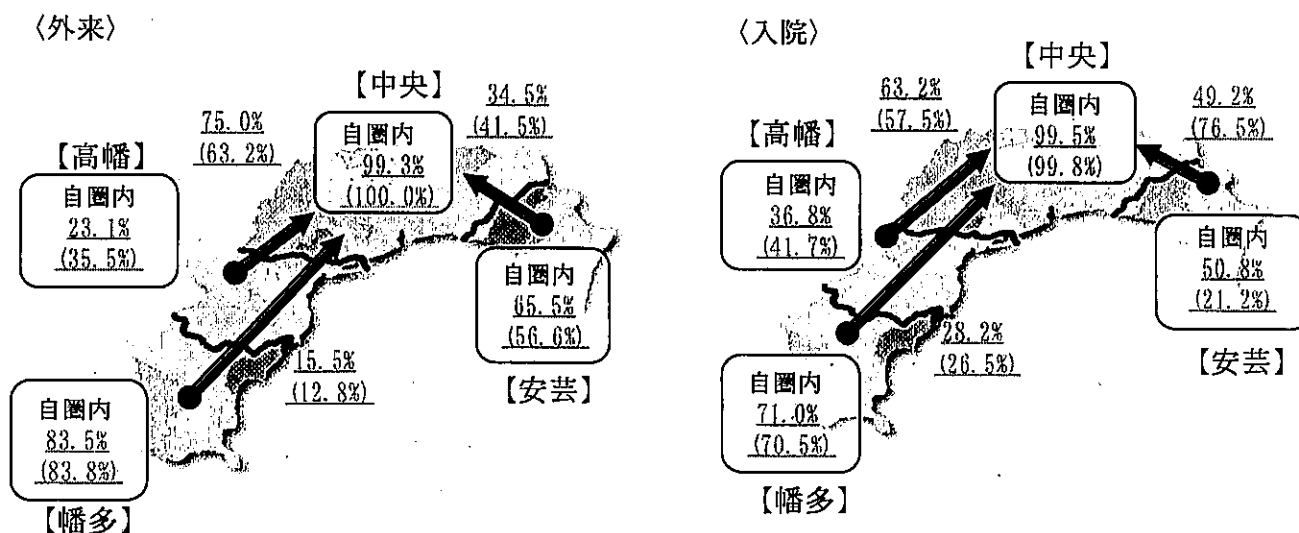 〈外来〉
【中央】
34.5%
(41.5%)
75.0%
(63.2%)
自圏内
99.3%
(100.0%)
【高幡】
自圏内
23.1%
(35.5%)
自圏内
65.5%
(56.6%)
【安芸】
15.5%
(12.8%)
自圏内
83.5%
(83.8%)
【幡多】
〈入院〉
【中央】
63.2%
(57.5%)
自圏内
99.5%
(99.8%)
49.2%
(76.5%)
【高幡】
自圏内
36.8%
(41.7%)
自圏内
50.8%
(21.2%)
【安芸】
28.2%
(26.5%)
自圏内
71.0%
(70.5%)
【幡多】